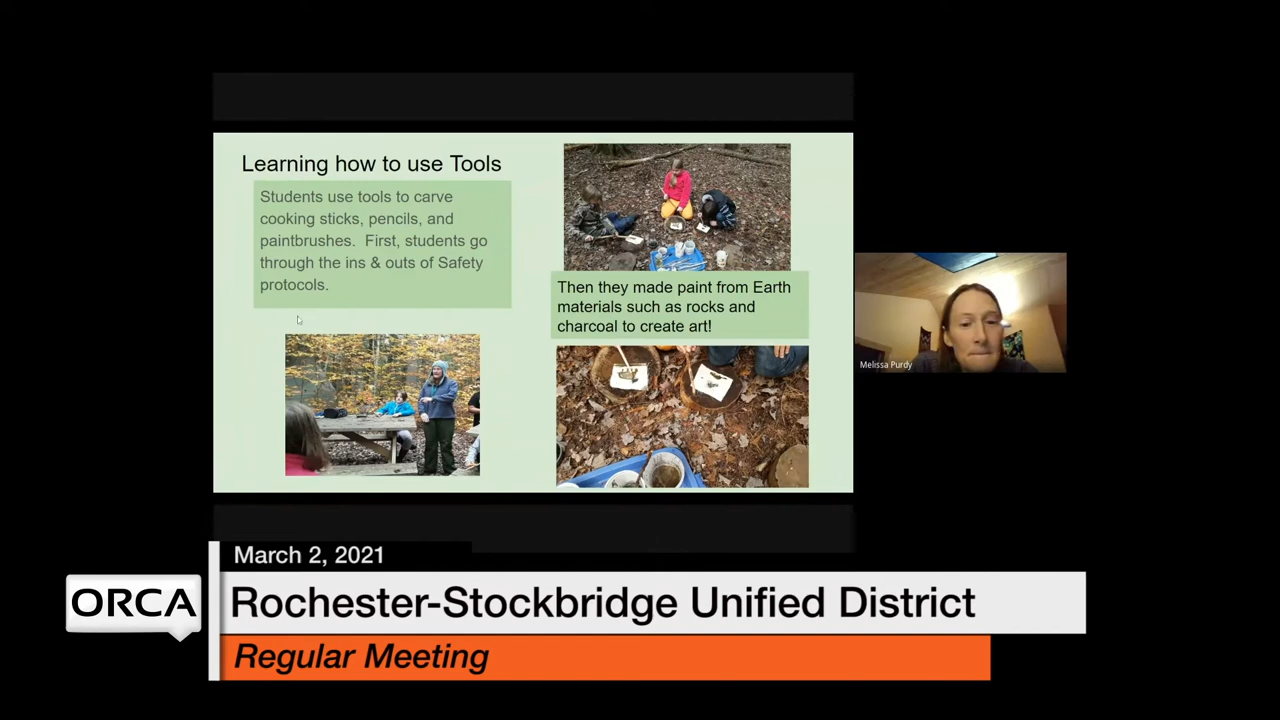 Learning how to use Tools
Students use tools to carve
cooking sticks, pencils, and
paintbrushes. First, students go
through the ins & outs of Safety
protocols.
Then they made paint from Earth
materials such as rocks and
charcoal to create art!
Melissa Purdy
March 2, 2021
ORCA
Rochester-Stockbridge Unified District
Regular Meeting